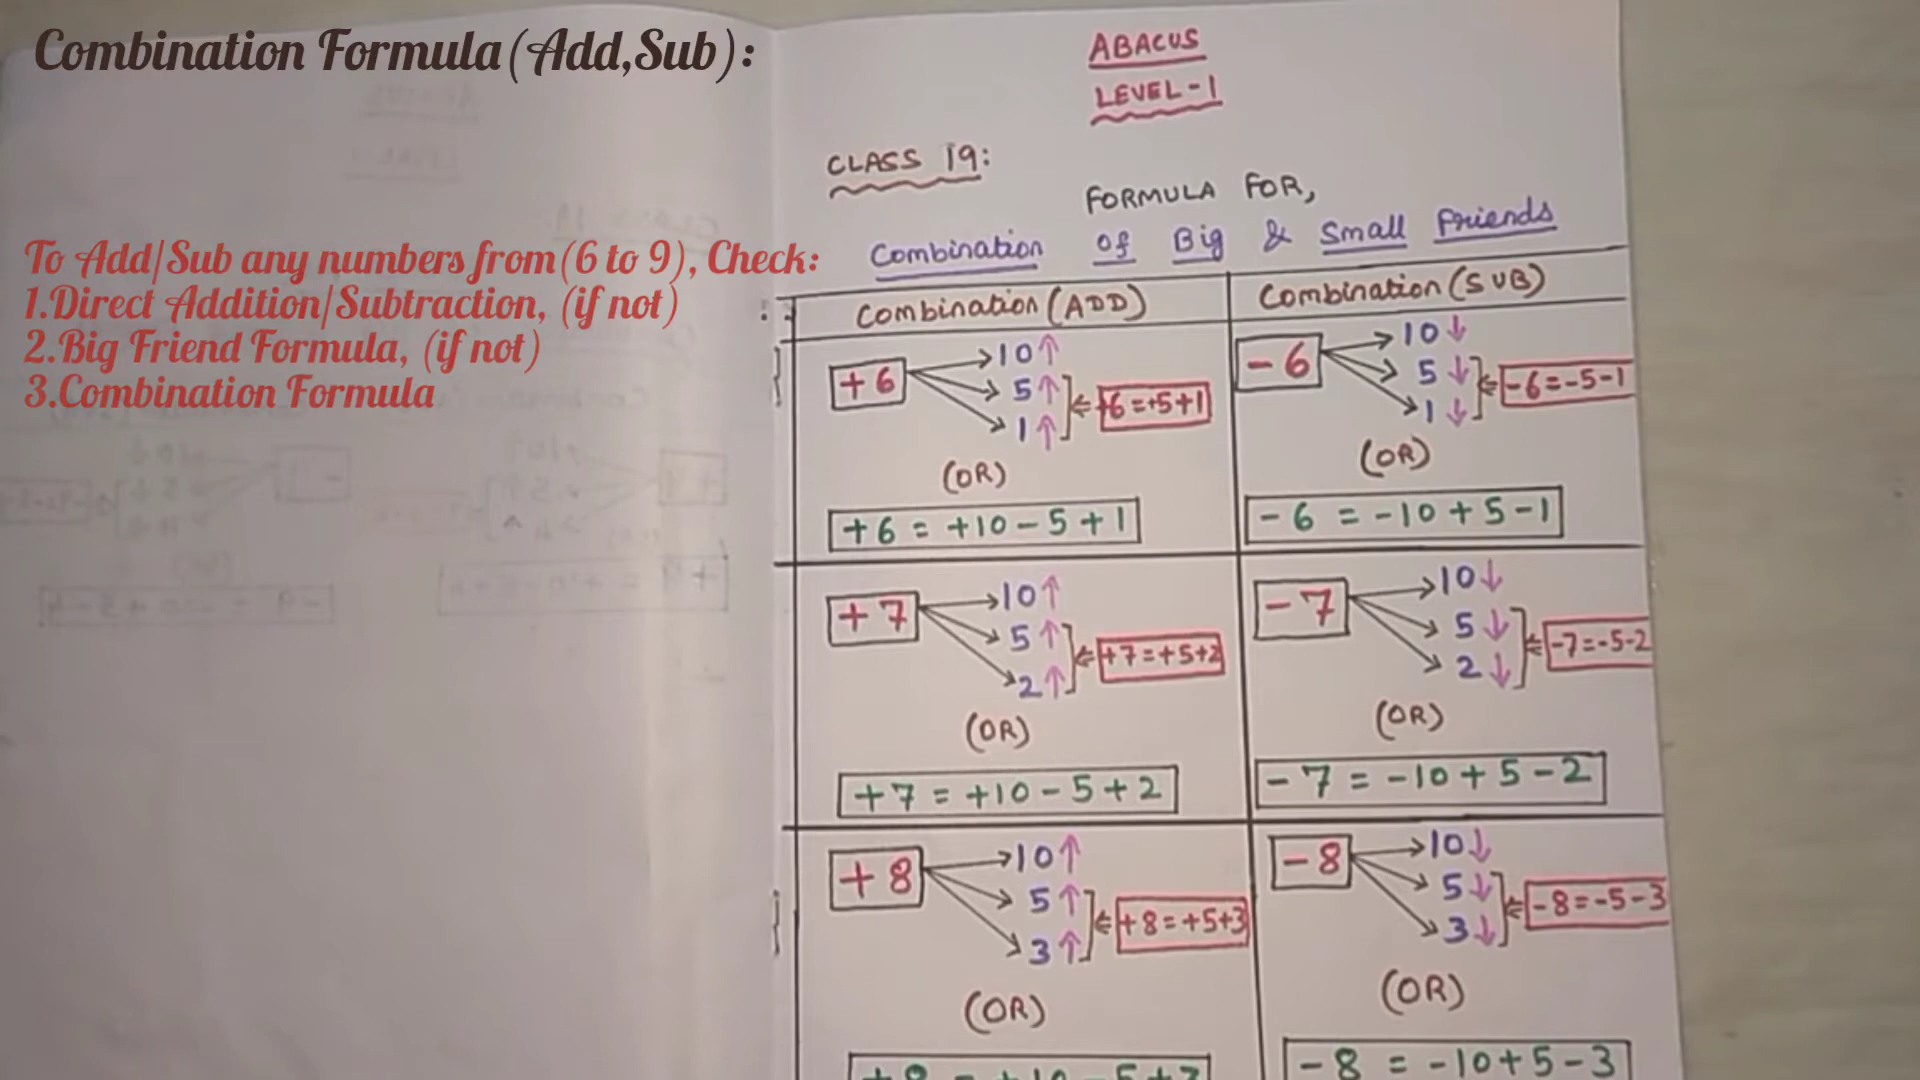 Combination Formula(Add,Sub):
To Add/Sub any numbers from(6 to 9), Check:
1.Direct Addition/Subtraction, (if not)
2.Big Friend Formula, (if not)
3.Combination Formula
ABACUS
LEVEL-1
CLASS 19:
FORMULA FOR,
Combination Of Big & Small Friends
Combination (ADD)
+6
10↑
5↑
1↑
+6=+5+1
(OR)
+6 = +10-5+1
Combination (SUB)
-6
10↓
5↓
1↓
-6=-5-1
(OR)
-6 = -10+5-1
+7
10↑
5↑
2↑
+7=+5+2
(OR)
+7 = +10-5+2
-7
10↓
5↓
2↓
-7=-5-2
(OR)
-7 = -10+5-2
+8
10↑
5↑
3↑
+8=+5+3
(OR)
+8 = +10-5+3
-8
10↓
5↓
3↓
-8=-5-3
(OR)
-8 = -10+5-3